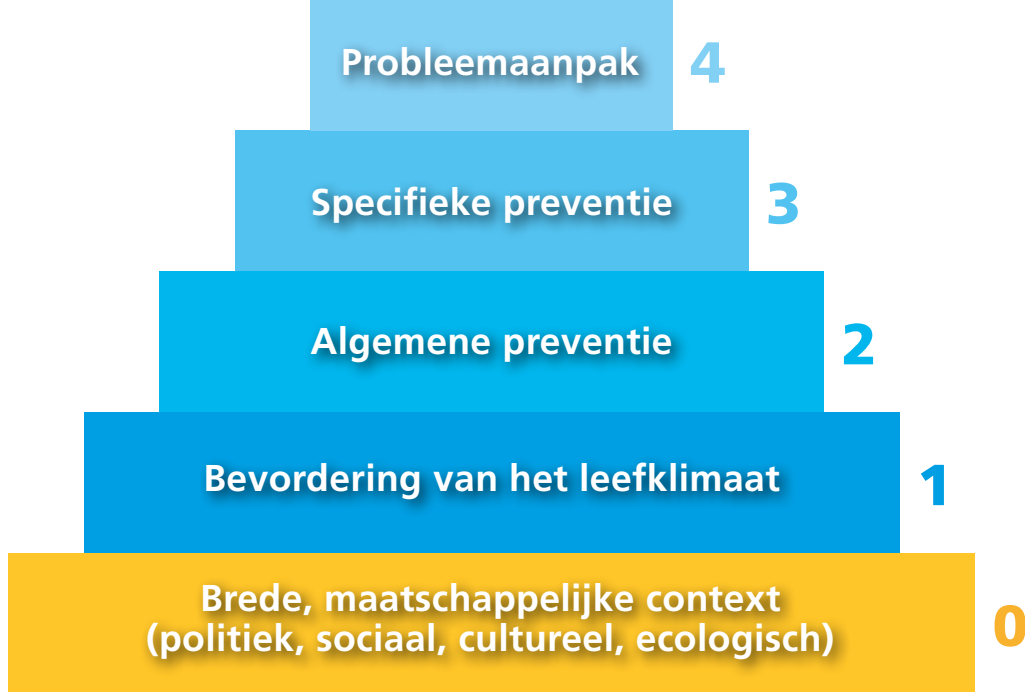 Probleemaanpak 4
Specifieke preventie 3
Algemene preventie 2
Bevordering van het leefklimaat 1
Brede, maatschappelijke context
(politiek, sociaal, cultureel, ecologisch) 0